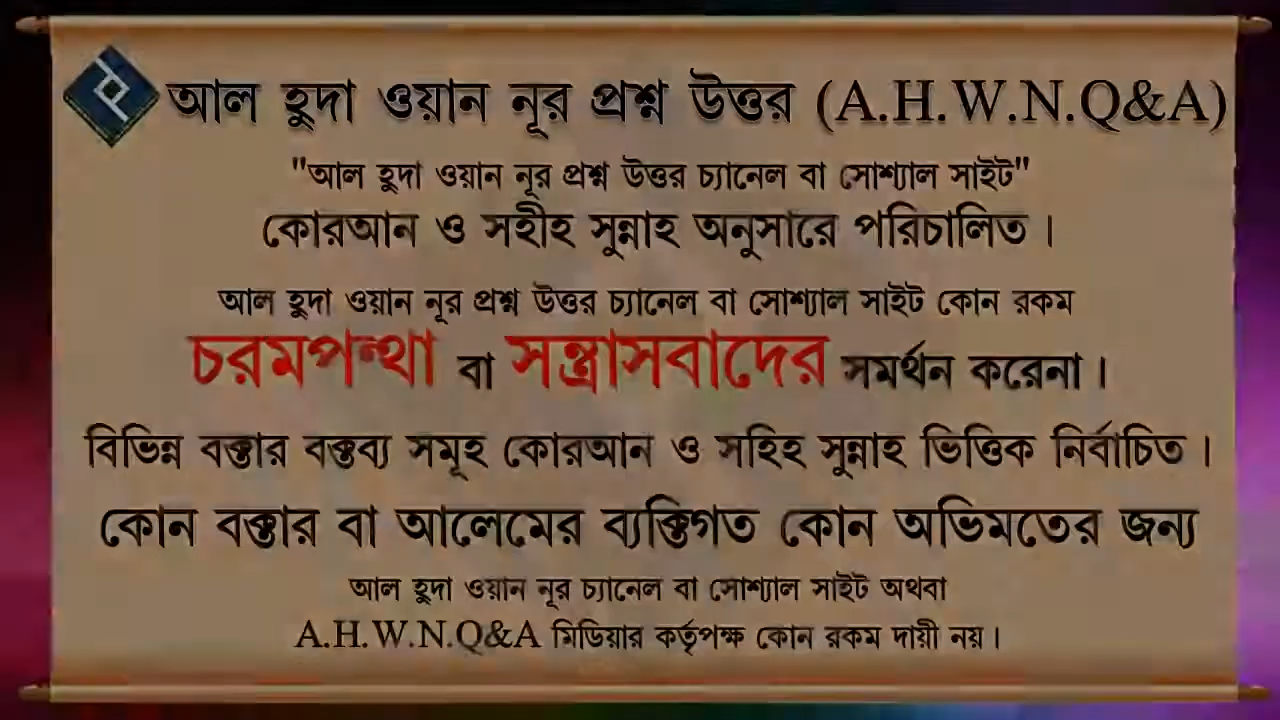 আল হুদা ওয়ান নূর প্রশ্ন উত্তর (A.H.W.N.Q&A)
"আল হুদা ওয়ান নূর প্রশ্ন উত্তর চ্যানেল বা সোশ্যাল সাইট"
কোরআন ও সহীহ সুন্নাহ অনুসারে পরিচালিত ।
আল হুদা ওয়ান নূর প্রশ্ন উত্তর চ্যানেল বা সোশ্যাল সাইট কোন রকম
চরমপন্থা বা সন্ত্রাসবাদের সমর্থন করেনা ।
বিভিন্ন বক্তার বক্তব্য সমূহ কোরআন ও সহিহ সুন্নাহ ভিত্তিক নির্বাচিত ।
কোন বক্তার বা আলেমের ব্যক্তিগত কোন অভিমতের জন্য
আল হুদা ওয়ান নূর চ্যানেল বা সোশ্যাল সাইট অথবা
A.H.W.N.Q&A মিডিয়ার কর্তৃপক্ষ কোন রকম দায়ী নয় ।